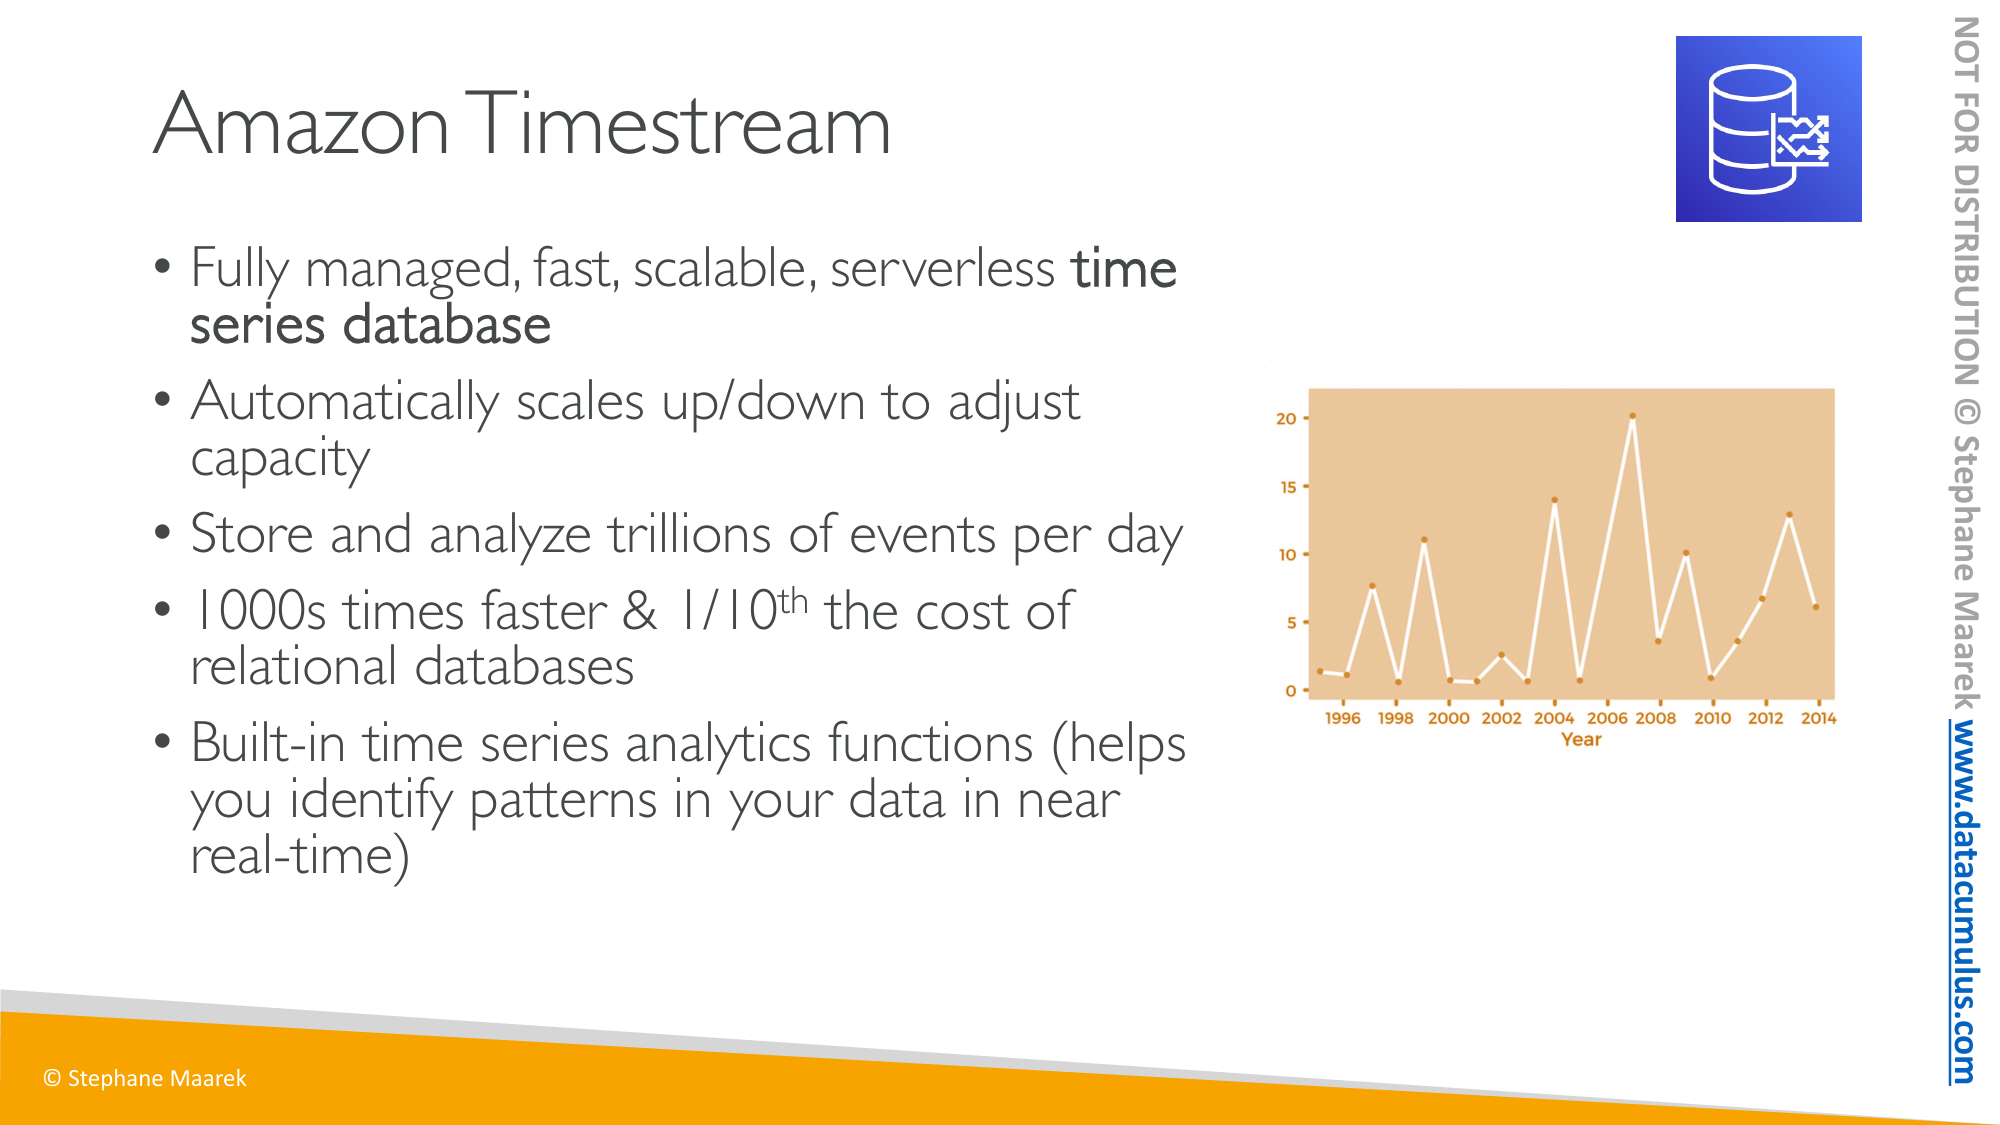 Amazon Timestream
• Fully managed, fast, scalable, serverless time
series database
• Automatically scales up/down to adjust
capacity
• Store and analyze trillions of events per day
• 1000s times faster & 1/10th the cost of
relational databases
• Built-in time series analytics functions (helps
you identify patterns in your data in near
real-time)
20
15
10
5
0
1996 1998 2000 2002 2004 2006 2008 2010 2012 2014
Year
© Stephane Maarek
NOT FOR DISTRIBUTION © Stephane Maarek www.datacumulus.com